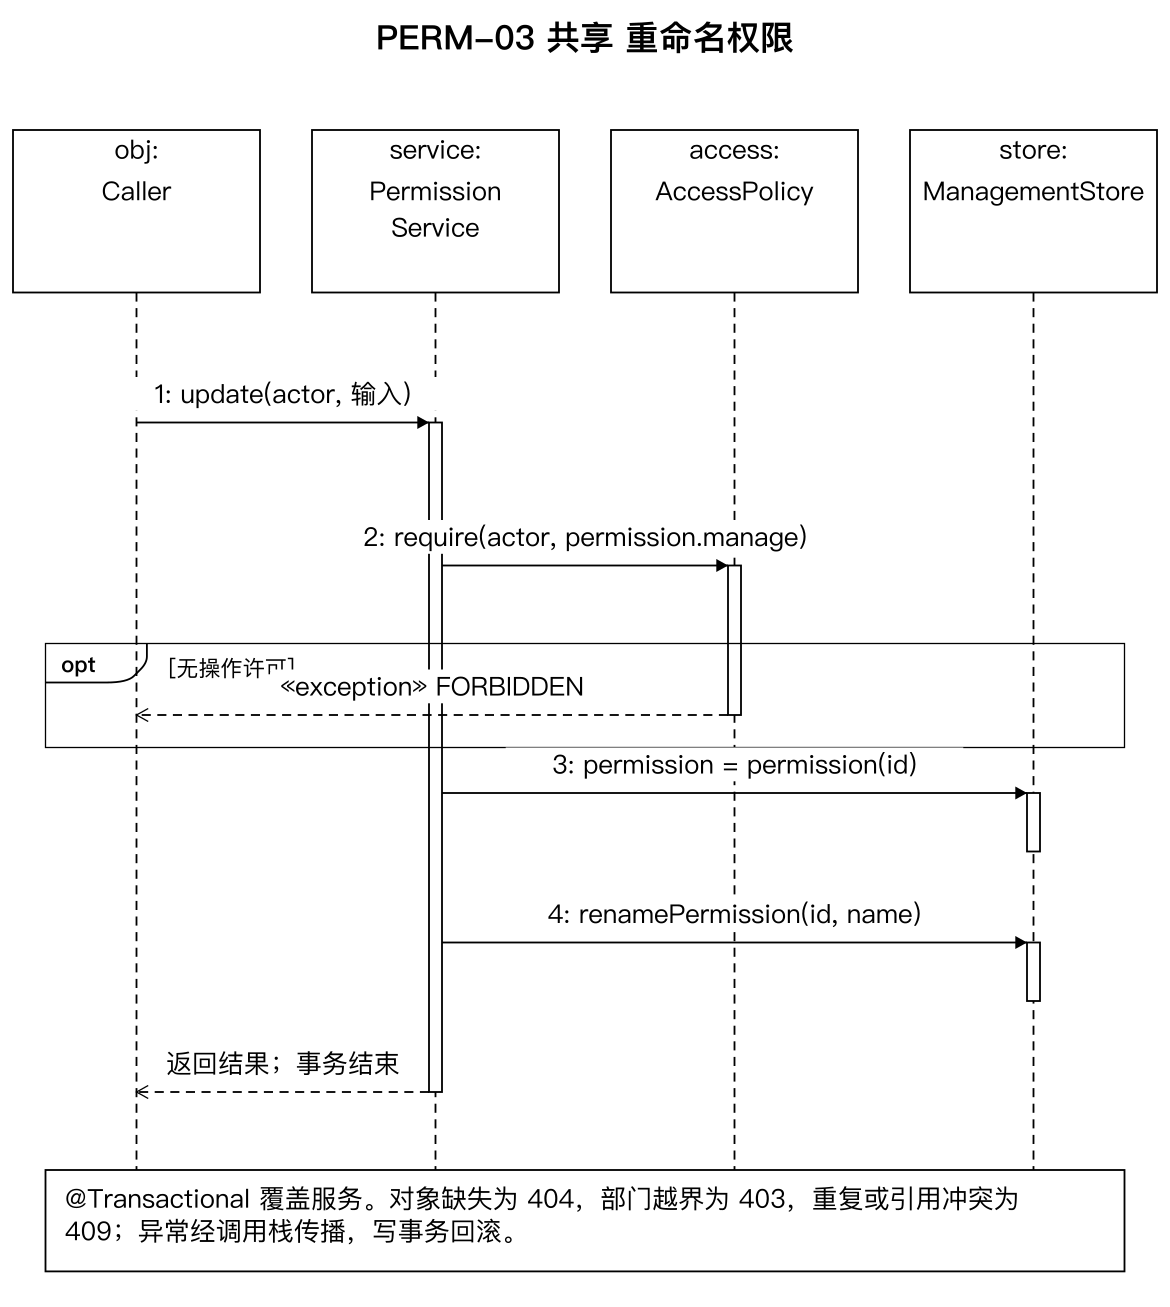 PERM-03 共享 重命名权限
obj:
Caller
service:
Permission
Service
access:
AccessPolicy
store:
ManagementStore
1: update(actor, 输入)
2: require(actor, permission.manage)
opt
[无操作许可]
«exception» FORBIDDEN
3: permission = permission(id)
4: renamePermission(id, name)
返回结果；事务结束
@Transactional 覆盖服务。对象缺失为 404，部门越界为 403，重复或引用冲突为
409；异常经调用栈传播，写事务回滚。